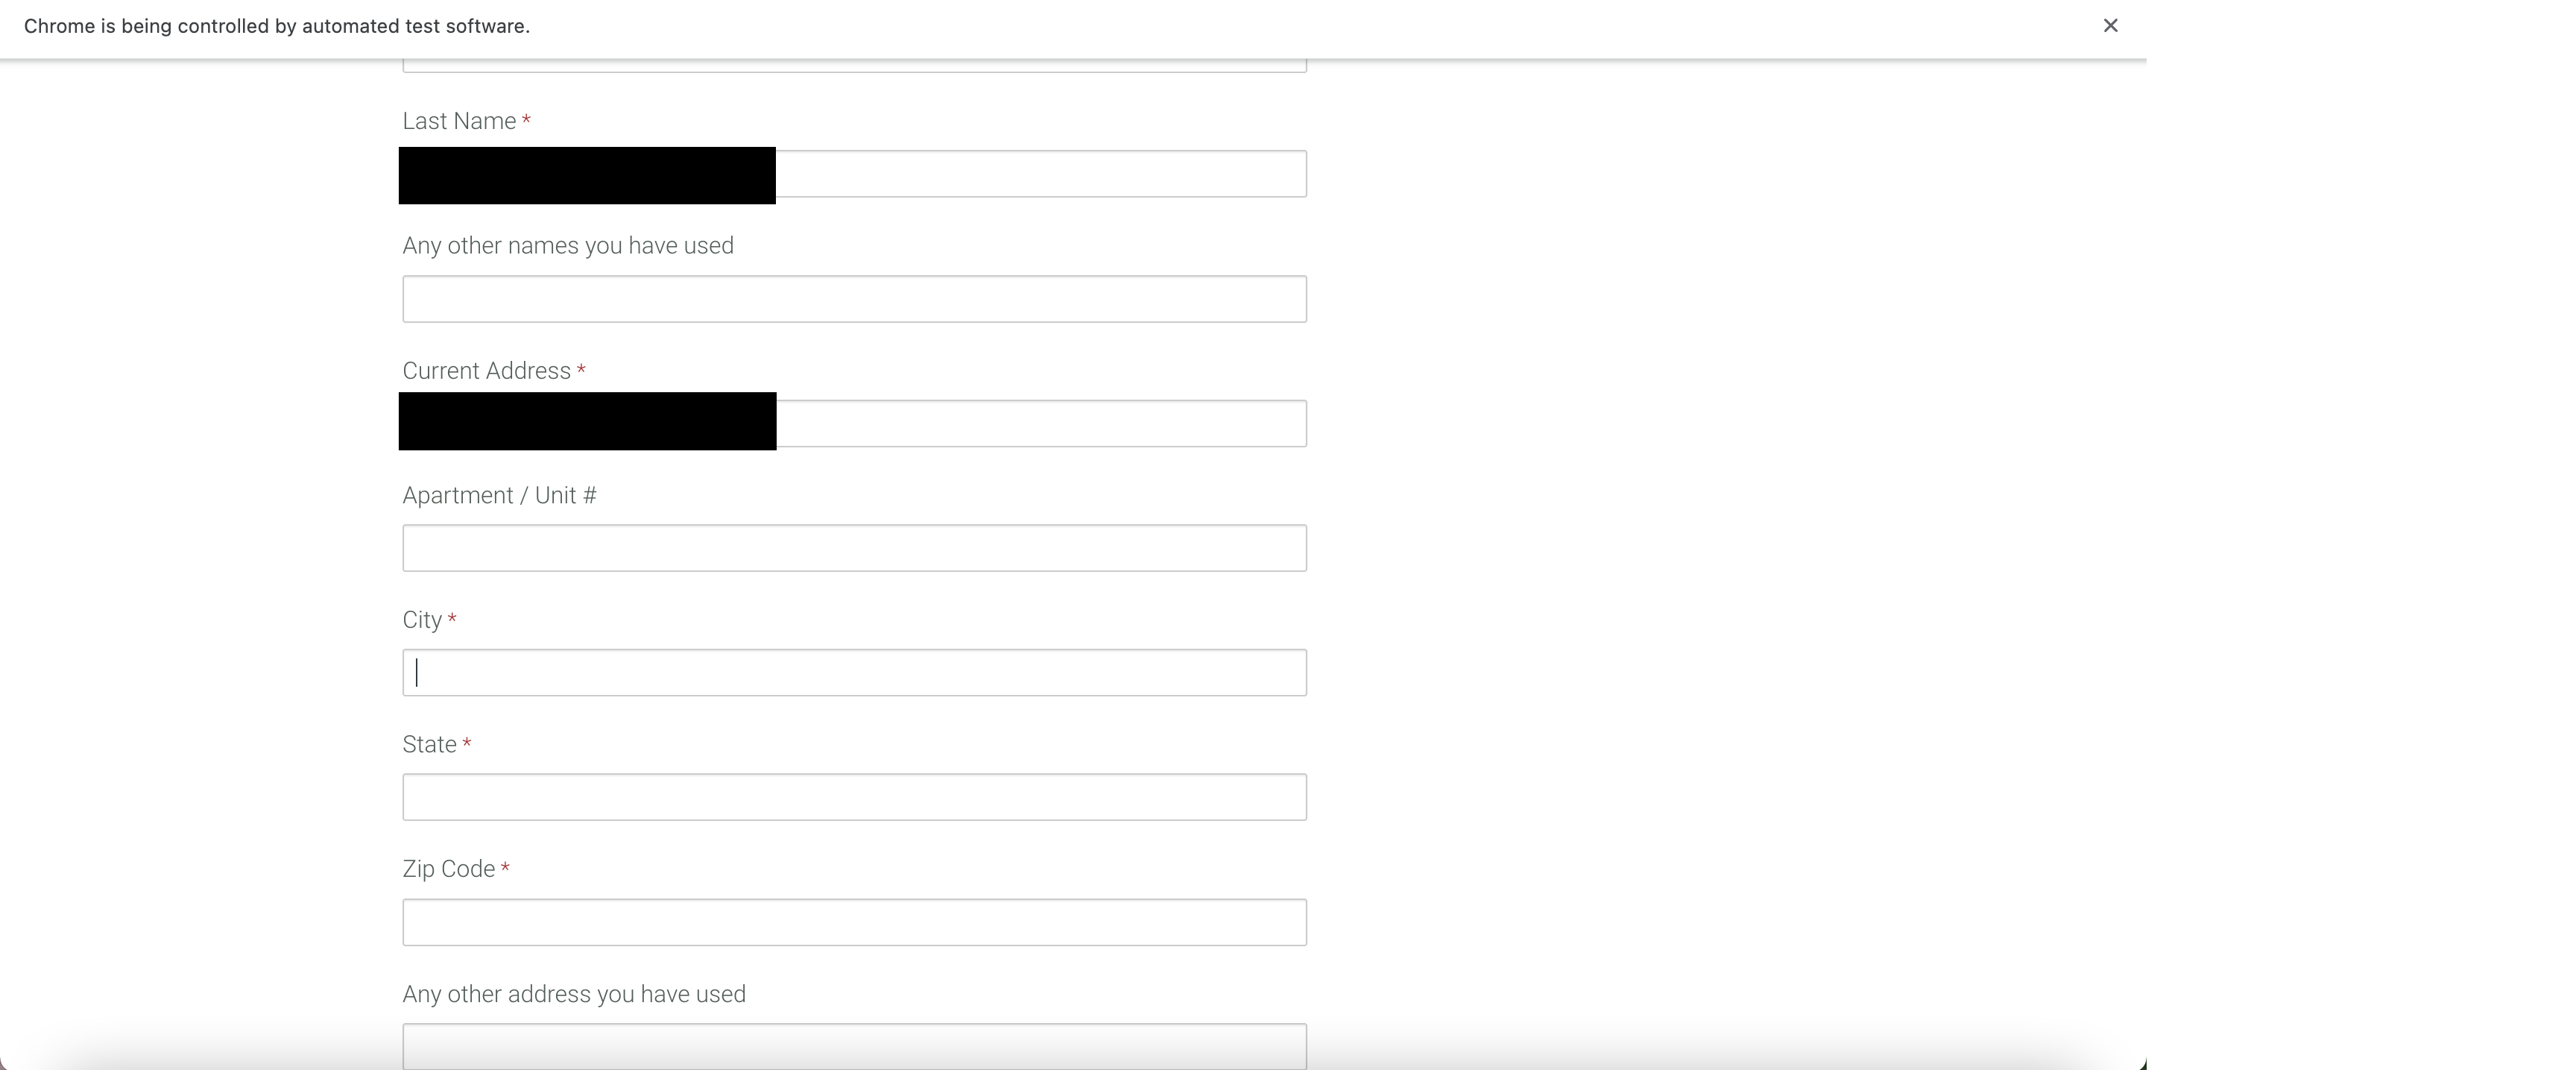 Chrome is being controlled by automated test software.
Last Name *
Any other names you have used
Current Address *
Apartment / Unit #
City *
State *
Zip Code *
Any other address you have used